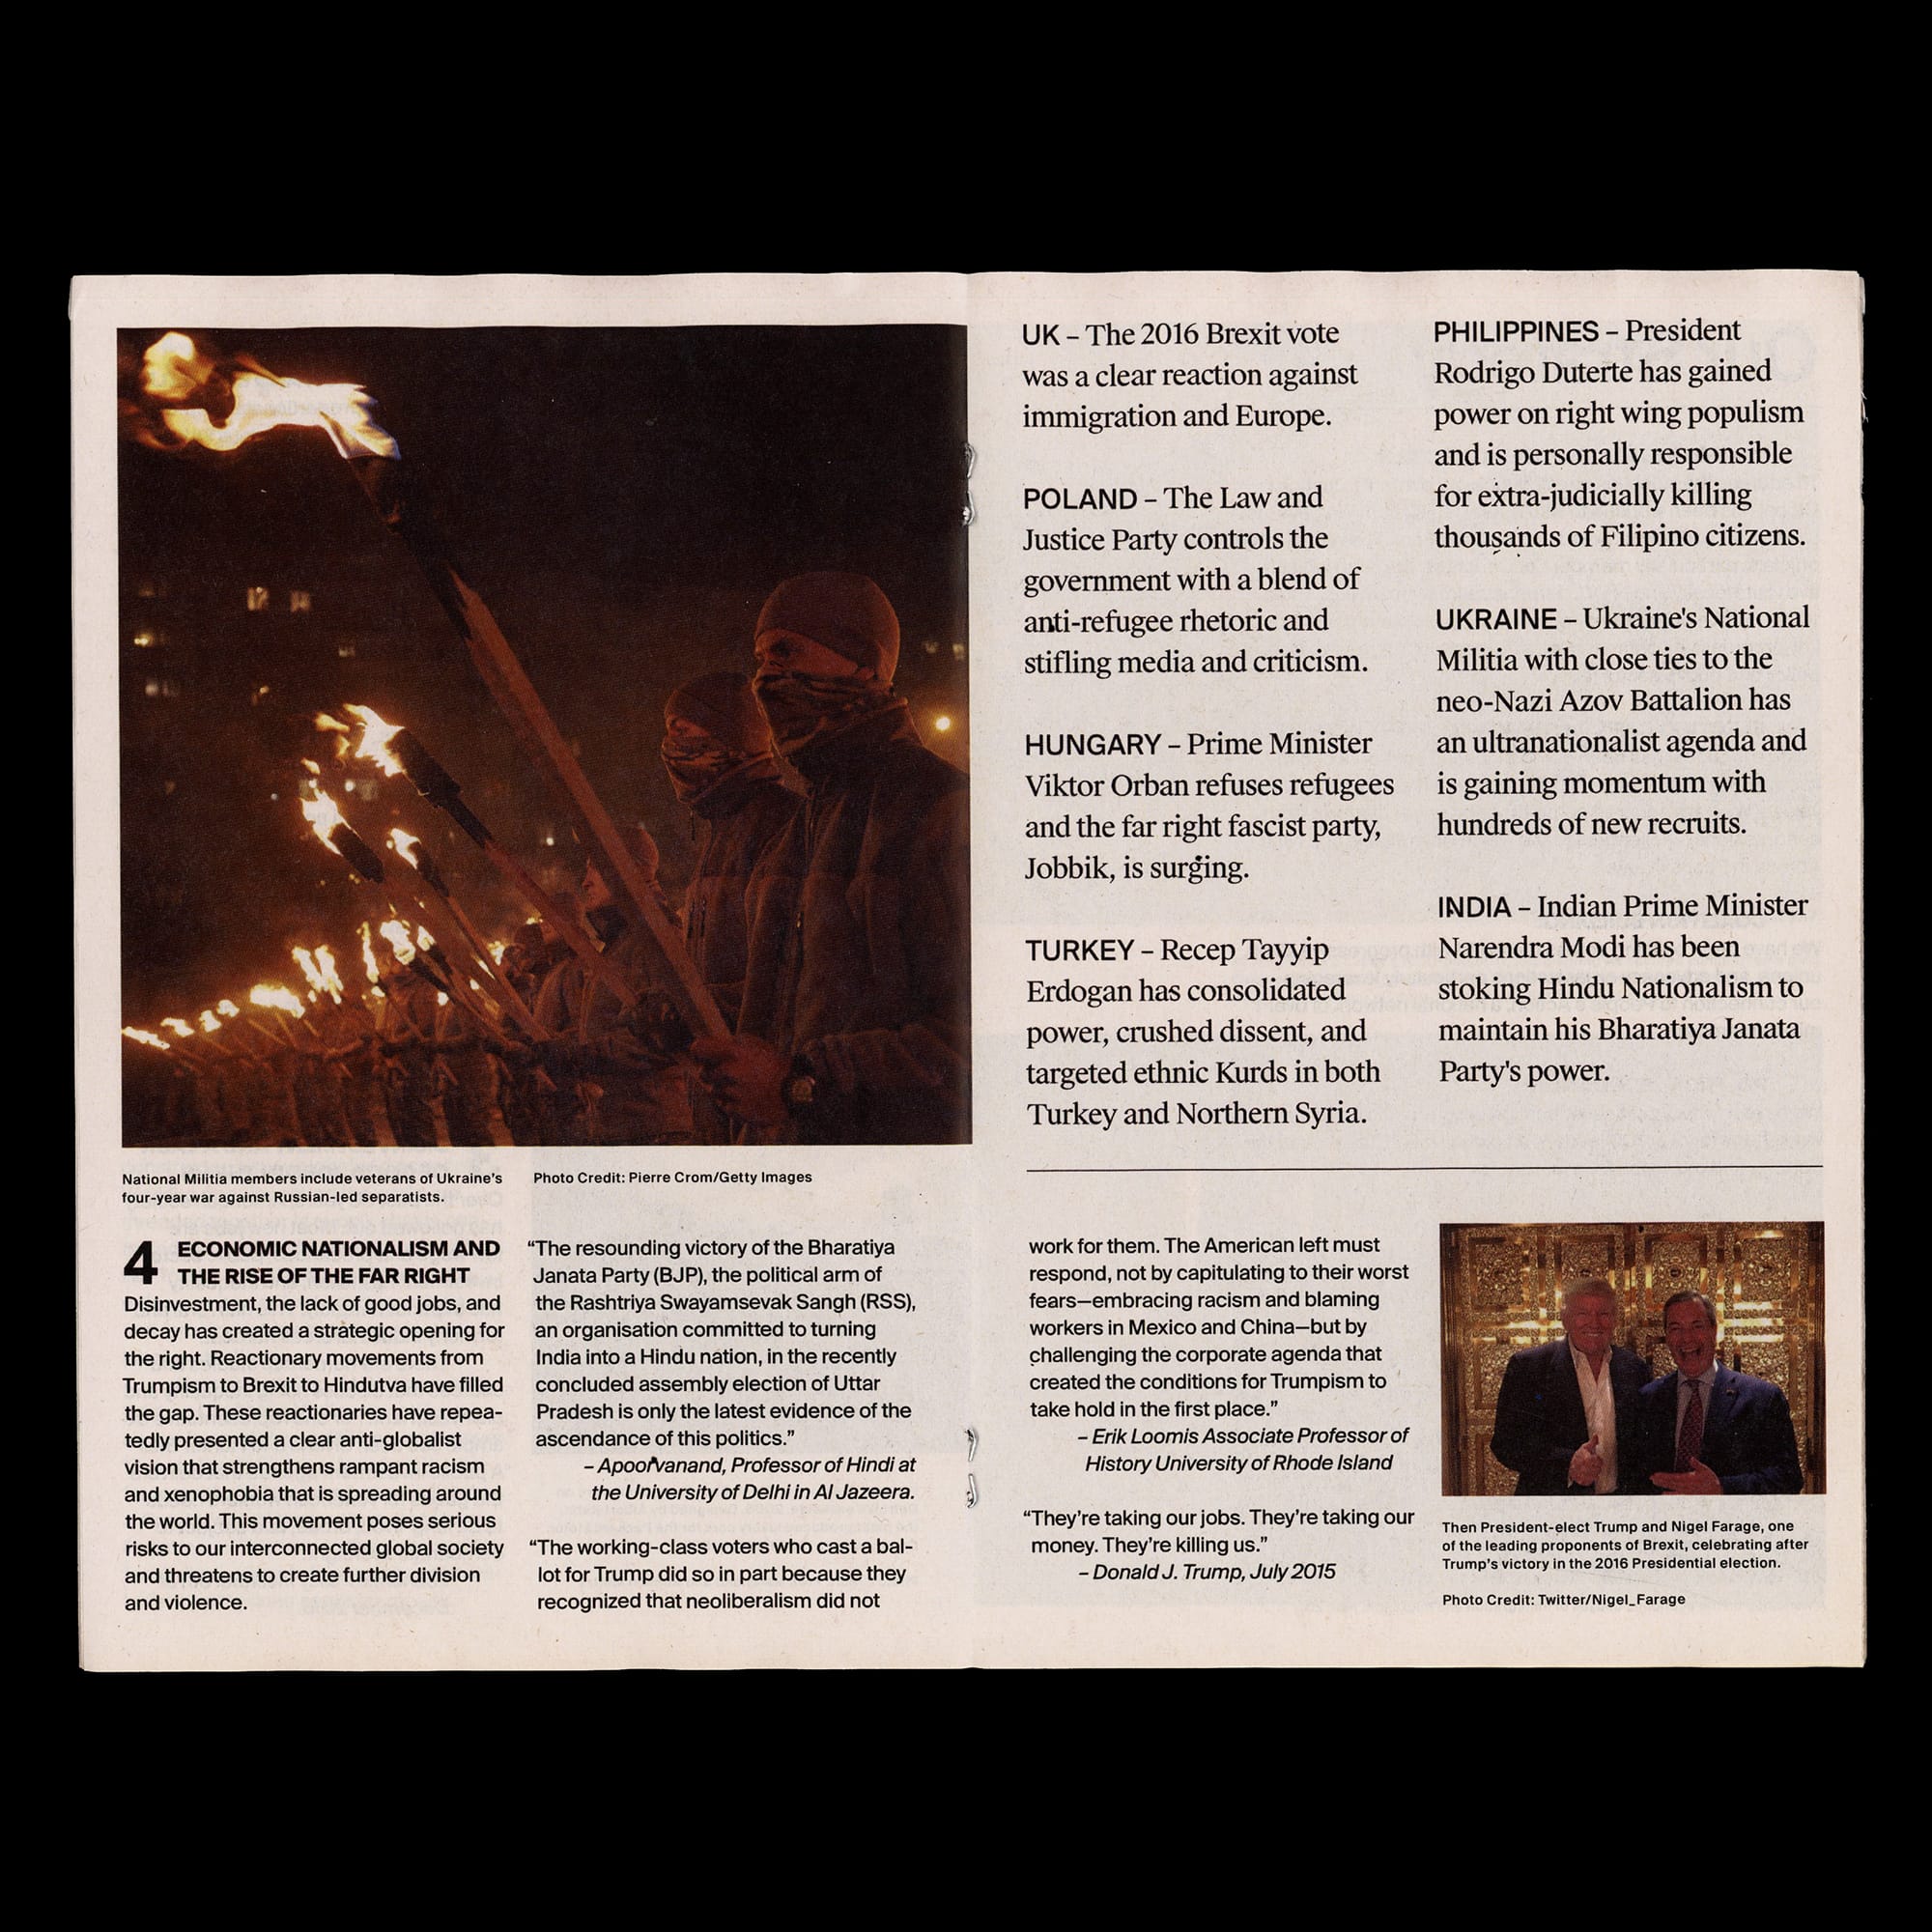 National Militia members include veterans of Ukraine's
four-year war against Russian-led separatists.
Photo Credit: Pierre Crom/Getty Images
4 ECONOMIC NATIONALISM AND
THE RISE OF THE FAR RIGHT
Disinvestment, the lack of good jobs, and
decay has created a strategic opening for
the right. Reactionary movements from
Trumpism to Brexit to Hindutva have filled
the gap. These reactionaries have repea-
tedly presented a clear anti-globalist
vision that strengthens rampant racism
and xenophobia that is spreading around
the world. This movement poses serious
risks to our interconnected global society
and threatens to create further division
and violence.
“The resounding victory of the Bharatiya
Janata Party (BJP), the political arm of
the Rashtriya Swayamsevak Sangh (RSS),
an organisation committed to turning
India into a Hindu nation, in the recently
concluded assembly election of Uttar
Pradesh is only the latest evidence of the
ascendance of this politics.”
– Apoorvanand, Professor of Hindi at
the University of Delhi in Al Jazeera.
“The working-class voters who cast a bal-
lot for Trump did so in part because they
recognized that neoliberalism did not
UK – The 2016 Brexit vote
was a clear reaction against
immigration and Europe.
POLAND – The Law and
Justice Party controls the
government with a blend of
anti-refugee rhetoric and
stifling media and criticism.
HUNGARY – Prime Minister
Viktor Orban refuses refugees
and the far right fascist party,
Jobbik, is surging.
TURKEY – Recep Tayyip
Erdogan has consolidated
power, crushed dissent, and
targeted ethnic Kurds in both
Turkey and Northern Syria.
PHILIPPINES – President
Rodrigo Duterte has gained
power on right wing populism
and is personally responsible
for extra-judicially killing
thousands of Filipino citizens.
UKRAINE – Ukraine's National
Militia with close ties to the
neo-Nazi Azov Battalion has
an ultranationalist agenda and
is gaining momentum with
hundreds of new recruits.
INDIA – Indian Prime Minister
Narendra Modi has been
stoking Hindu Nationalism to
maintain his Bharatiya Janata
Party's power.
work for them. The American left must
respond, not by capitulating to their worst
fears—embracing racism and blaming
workers in Mexico and China—but by
challenging the corporate agenda that
created the conditions for Trumpism to
take hold in the first place.”
– Erik Loomis Associate Professor of
History University of Rhode Island
“They’re taking our jobs. They’re taking our
money. They’re killing us.”
– Donald J. Trump, July 2015
Then President-elect Trump and Nigel Farage, one
of the leading proponents of Brexit, celebrating after
Trump's victory in the 2016 Presidential election.
Photo Credit: Twitter/Nigel_Farage